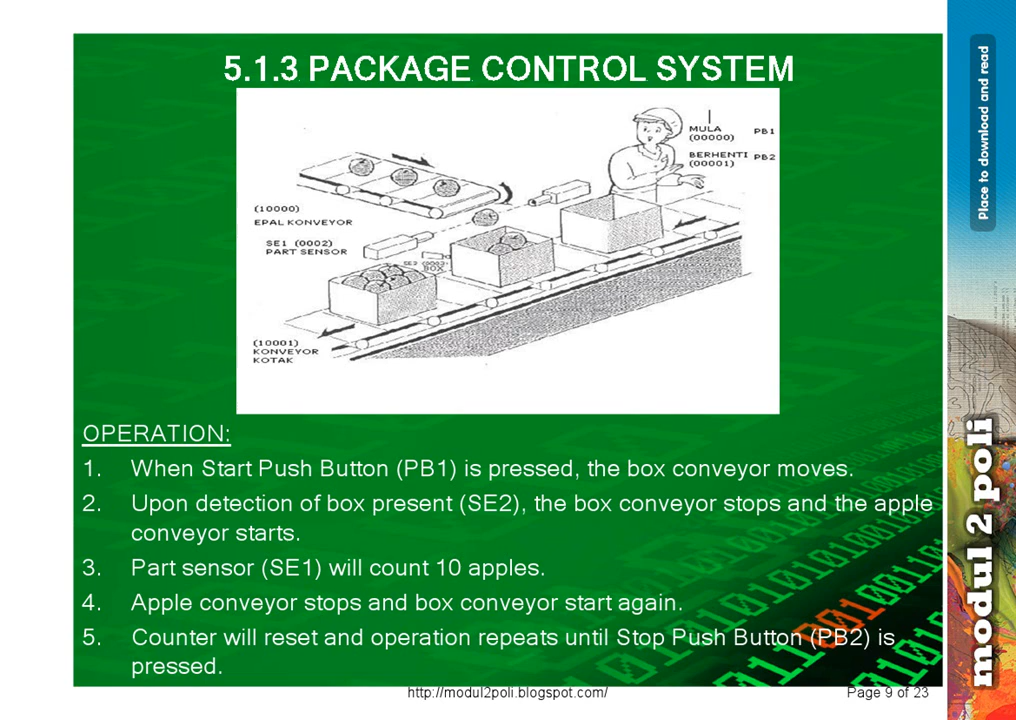 5.1.3 PACKAGE CONTROL SYSTEM
MULA PB1
(00000)
BERHENTI PB2
(00001)
(10000)
EPAL KONVEYOR
SE1 (0002)
PART SENSOR
BOX
(10001)
KONVEYOR
KOTAK
OPERATION:
1. When Start Push Button (PB1) is pressed, the box conveyor moves.
2. Upon detection of box present (SE2), the box conveyor stops and the apple
conveyor starts.
3. Part sensor (SE1) will count 10 apples.
4. Apple conveyor stops and box conveyor start again.
5. Counter will reset and operation repeats until Stop Push Button (PB2) is
pressed.
http://modul2poli.blogspot.com/ Page 9 of 23
Place to download and read
modul 2 poli